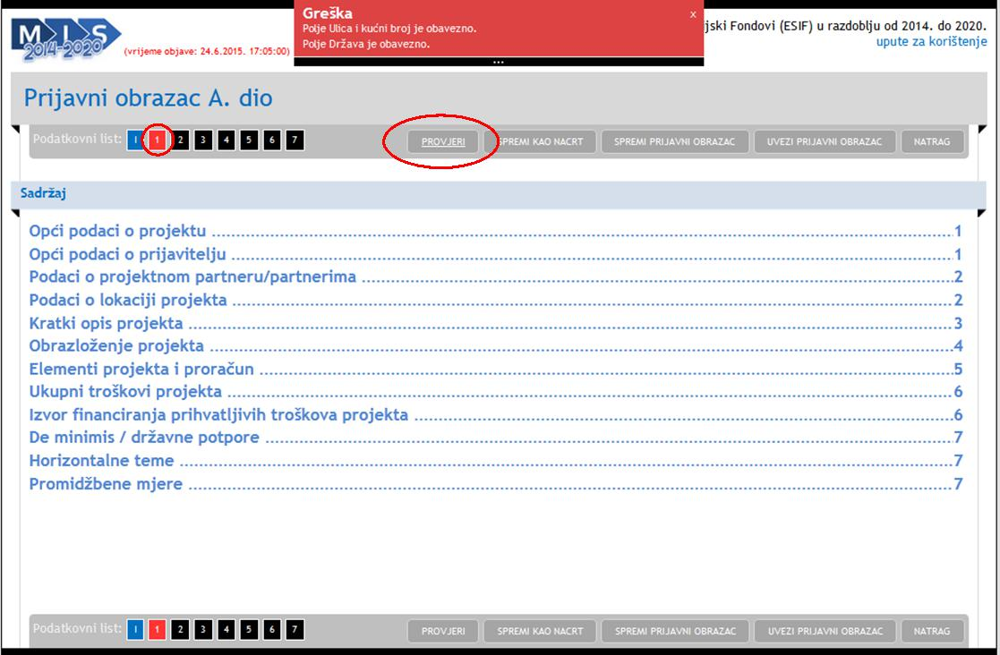 Greška
x
Polje Ulica i kućni broj je obavezno.
Polje Država je obavezno.
...
MIS
2014-2020
(vrijeme objave: 24.6.2015. 17:05:00)
jski Fondovi (ESIF) u razdoblju od 2014. do 2020.
upute za korištenje
Prijavni obrazac A. dio
Podatkovni list: I 1 2 3 4 5 6 7 PROVJERI SPREMI KAO NACRT SPREMI PRIJAVNI OBRAZAC UVEZI PRIJAVNI OBRAZAC NATRAG
Sadržaj
Opći podaci o projektu 1
Opći podaci o prijavitelju 1
Podaci o projektnom partneru/partnerima 2
Podaci o lokaciji projekta 2
Kratki opis projekta 3
Obrazloženje projekta 4
Elementi projekta i proračun 5
Ukupni troškovi projekta 6
Izvor financiranja prihvatljivih troškova projekta 6
De minimis / državne potpore 7
Horizontalne teme 7
Promidžbene mjere 7
Podatkovni list: I 1 2 3 4 5 6 7 PROVJERI SPREMI KAO NACRT SPREMI PRIJAVNI OBRAZAC UVEZI PRIJAVNI OBRAZAC NATRAG